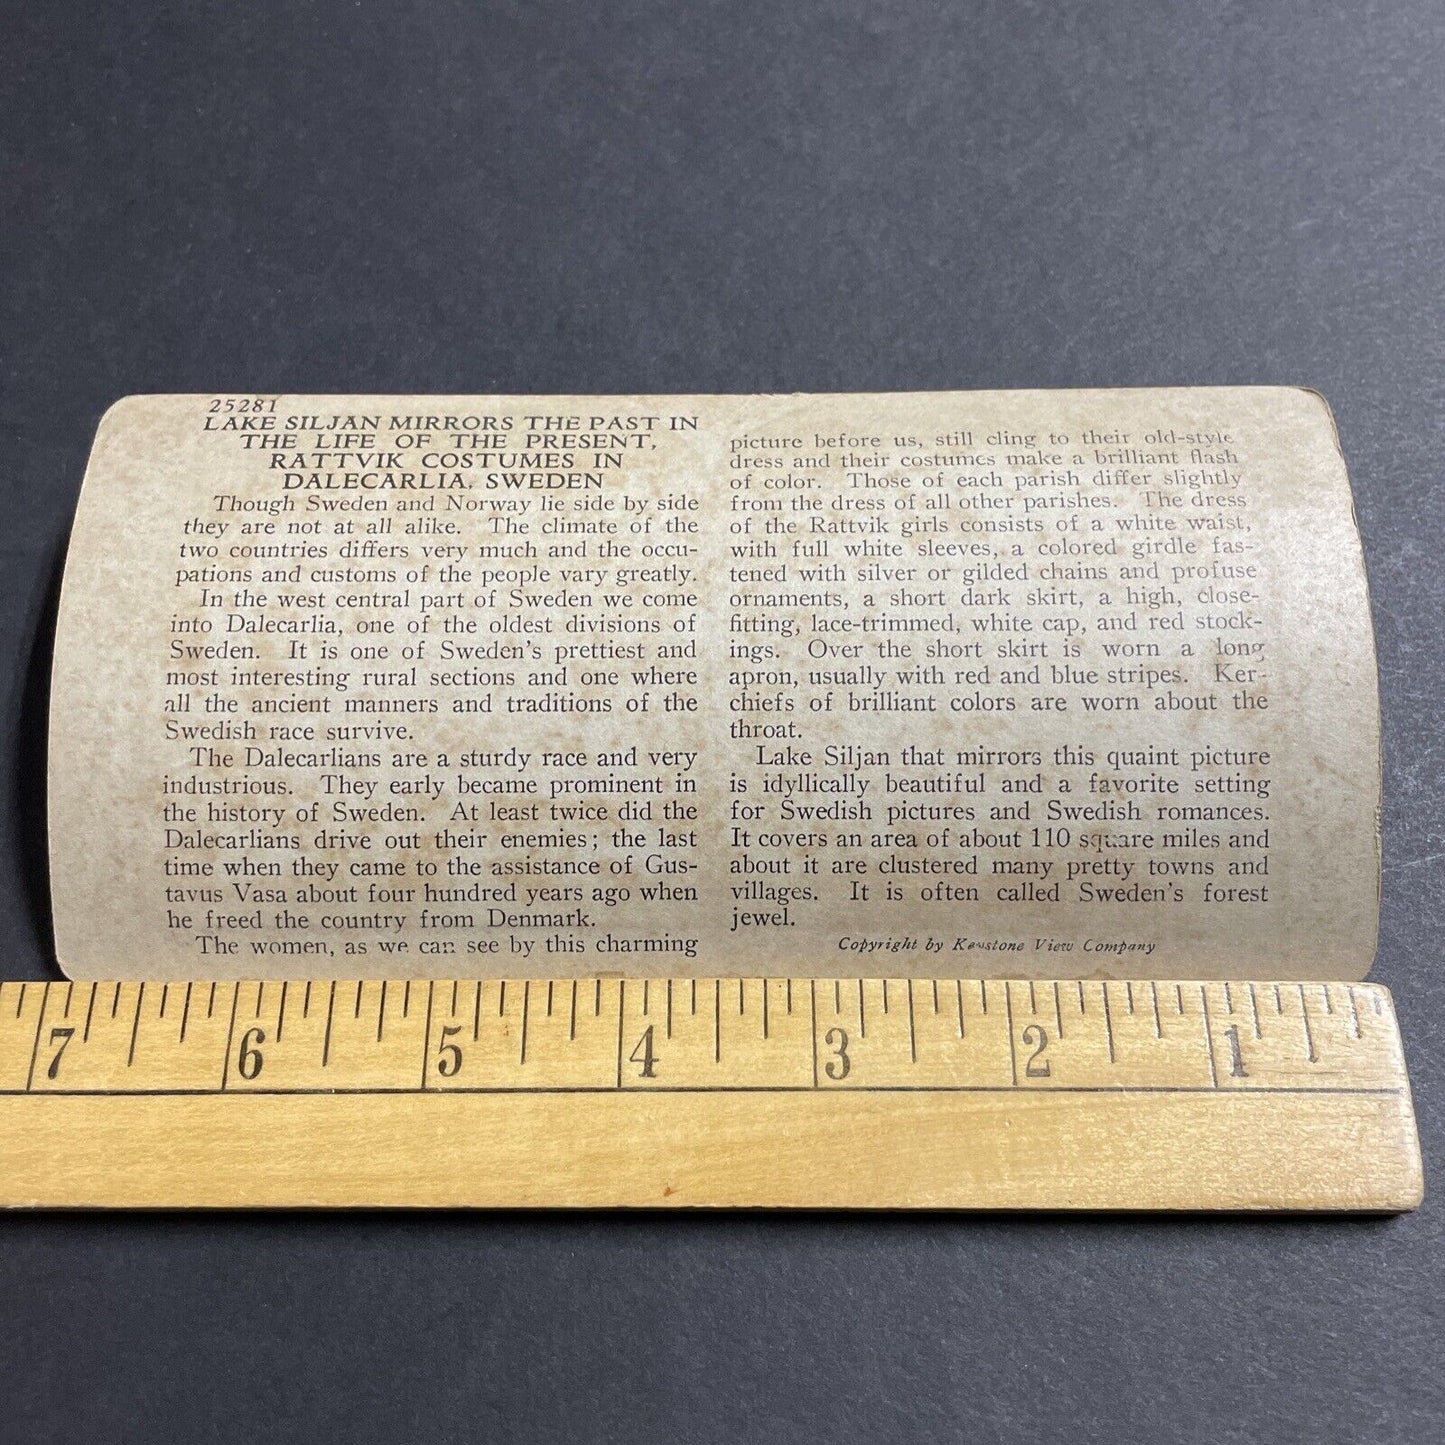 25281
LAKE SILJAN MIRRORS THE PAST IN
THE LIFE OF THE PRESENT,
RATTVIK COSTUMES IN
DALECARLIA, SWEDEN
Though Sweden and Norway lie side by side
they are not at all alike. The climate of the
two countries differs very much and the occu-
pations and customs of the people vary greatly.
In the west central part of Sweden we come
into Dalecarlia, one of the oldest divisions of
Sweden. It is one of Sweden's prettiest and
most interesting rural sections and one where
all the ancient manners and traditions of the
Swedish race survive.
The Dalecarlians are a sturdy race and very
industrious. They early became prominent in
the history of Sweden. At least twice did the
Dalecarlians drive out their enemies; the last
time when they came to the assistance of Gus-
tavus Vasa about four hundred years ago when
he freed the country from Denmark.
The women, as we can see by this charming
picture before us, still cling to their old-style
dress and their costumes make a brilliant flash
of color. Those of each parish differ slightly
from the dress of all other parishes. The dress
of the Rattvik girls consists of a white waist,
with full white sleeves, a colored girdle fas-
tened with silver or gilded chains and profuse
ornaments, a short dark skirt, a high, close-
fitting, lace-trimmed, white cap, and red stock-
ings. Over the short skirt is worn a long
apron, usually with red and blue stripes. Ker-
chiefs of brilliant colors are worn about the
throat.
Lake Siljan that mirrors this quaint picture
is idyllically beautiful and a favorite setting
for Swedish pictures and Swedish romances.
It covers an area of about 110 square miles and
about it are clustered many pretty towns and
villages. It is often called Sweden's forest
jewel.
Copyright by Keystone View Company
7 6 5 4 3 2 1